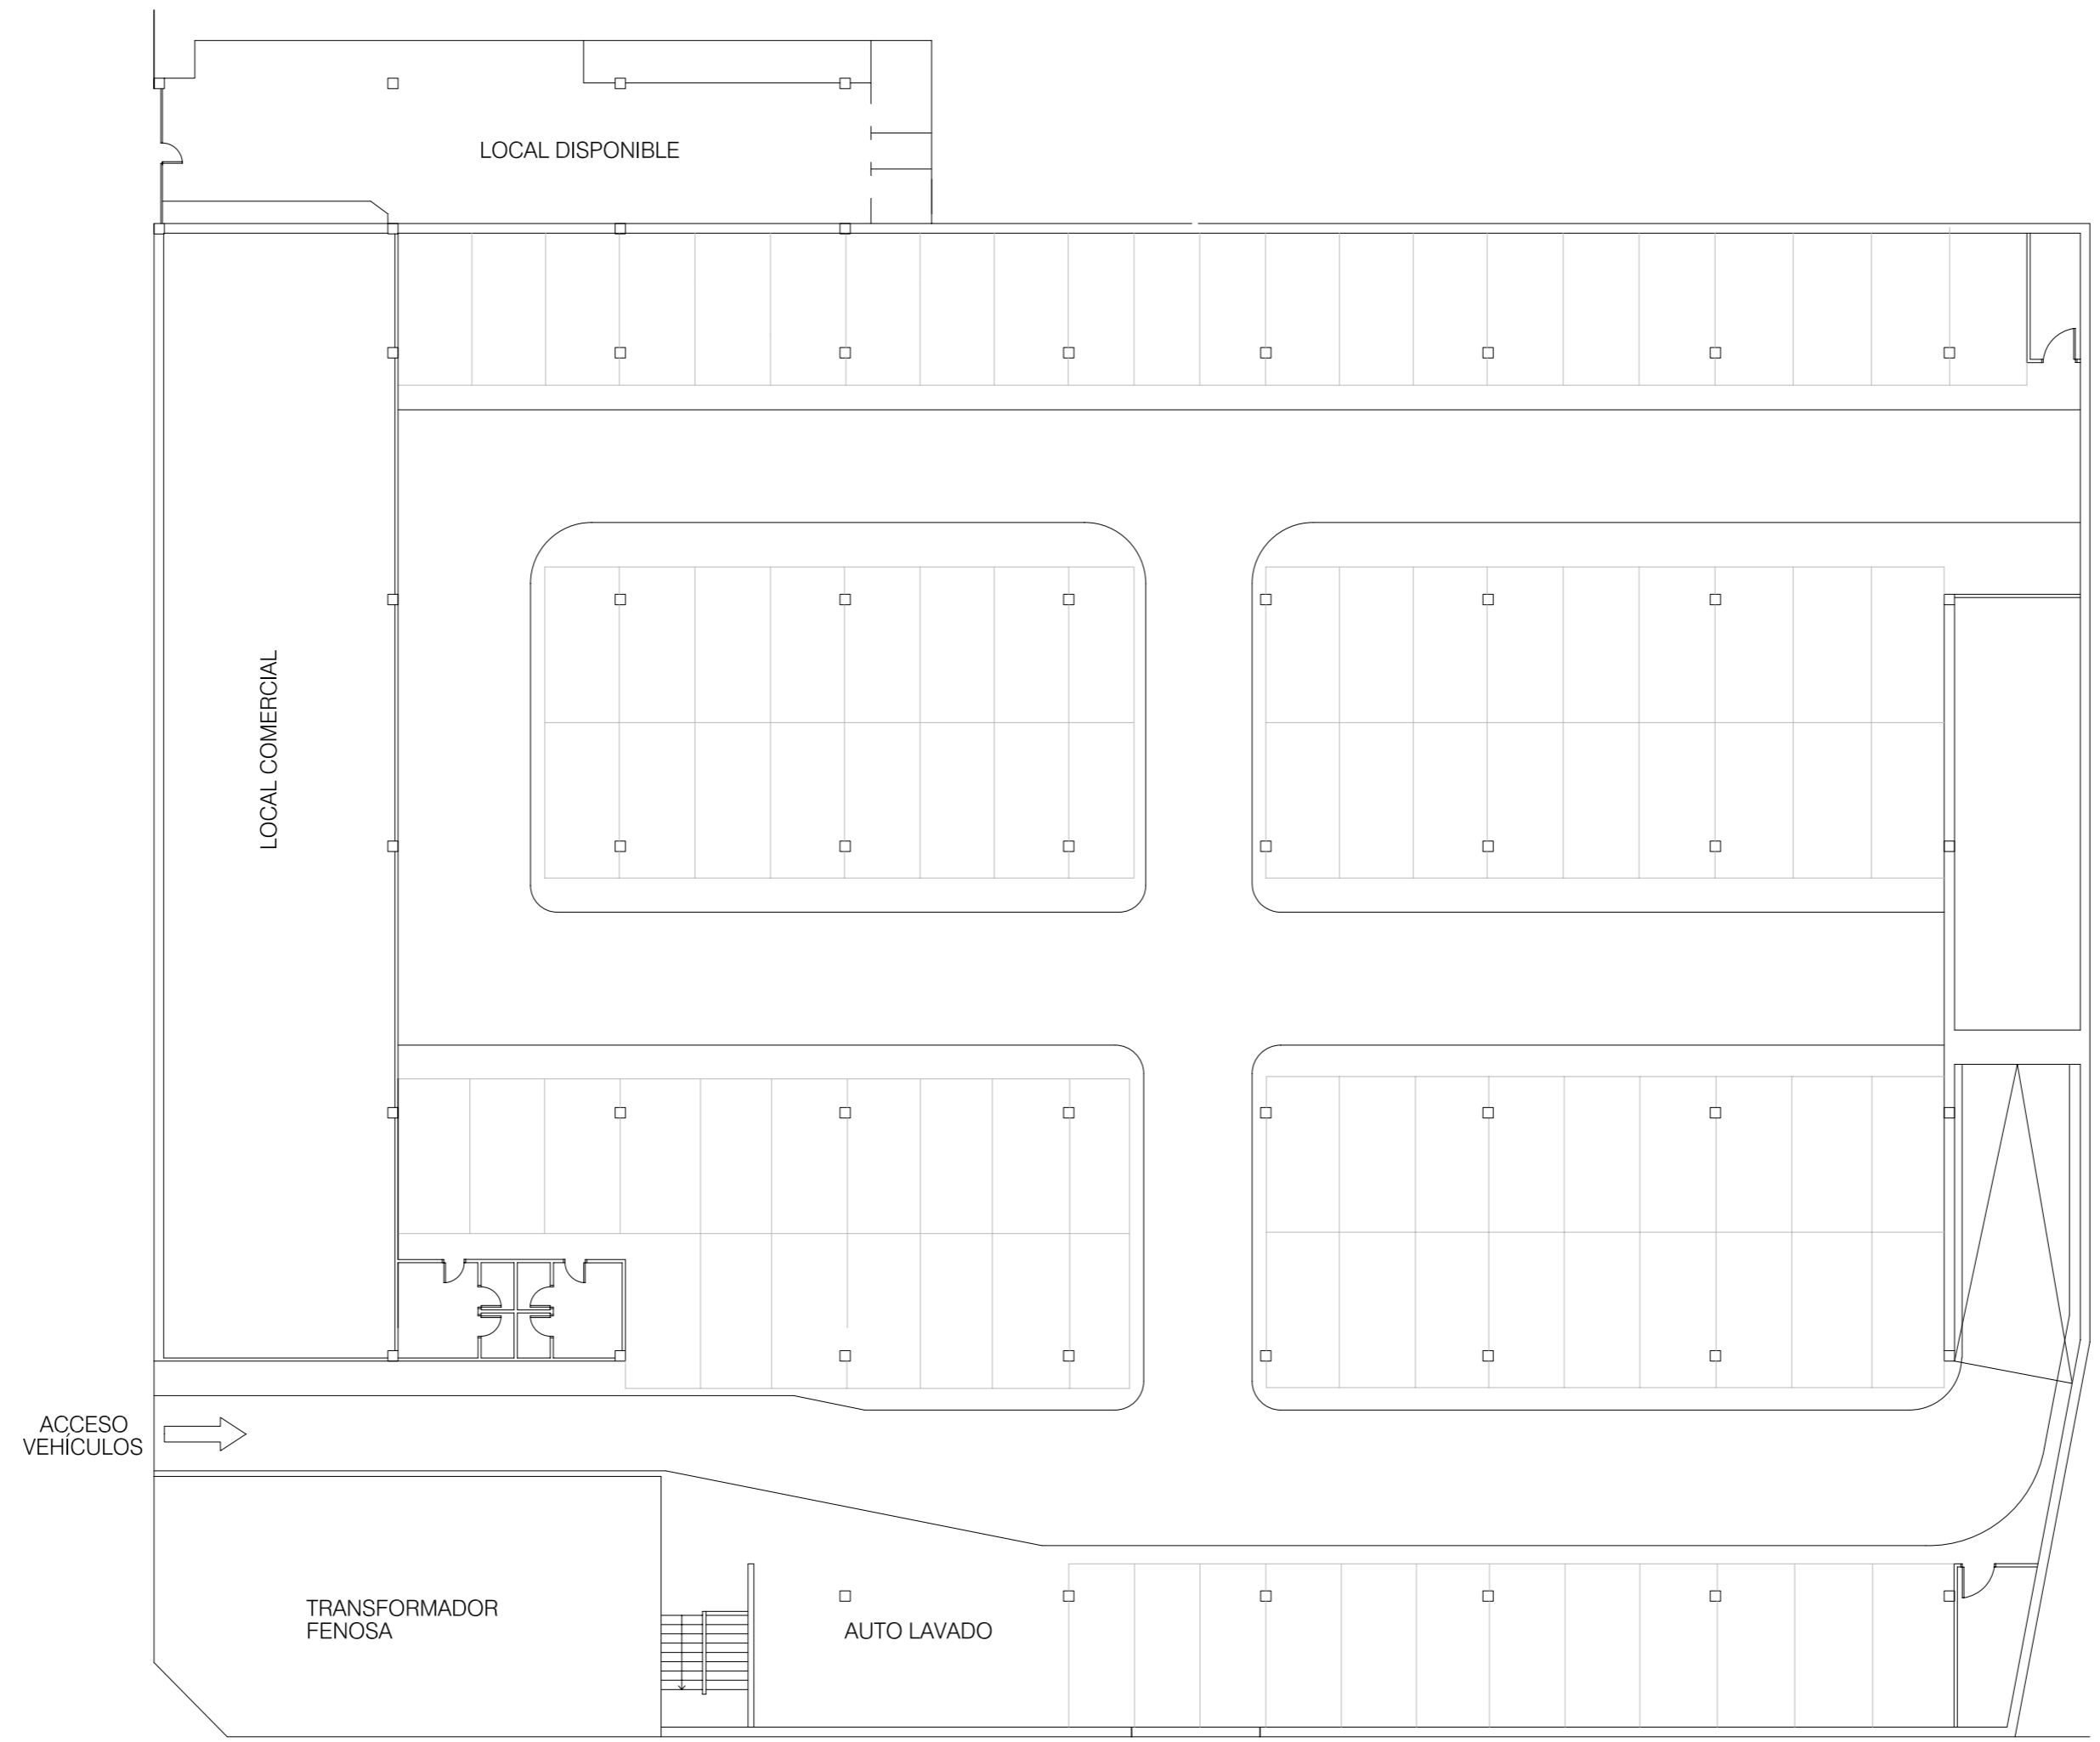 LOCAL DISPONIBLE
LOCAL COMERCIAL
ACCESO
VEHÍCULOS
TRANSFORMADOR
FENOSA
AUTO LAVADO